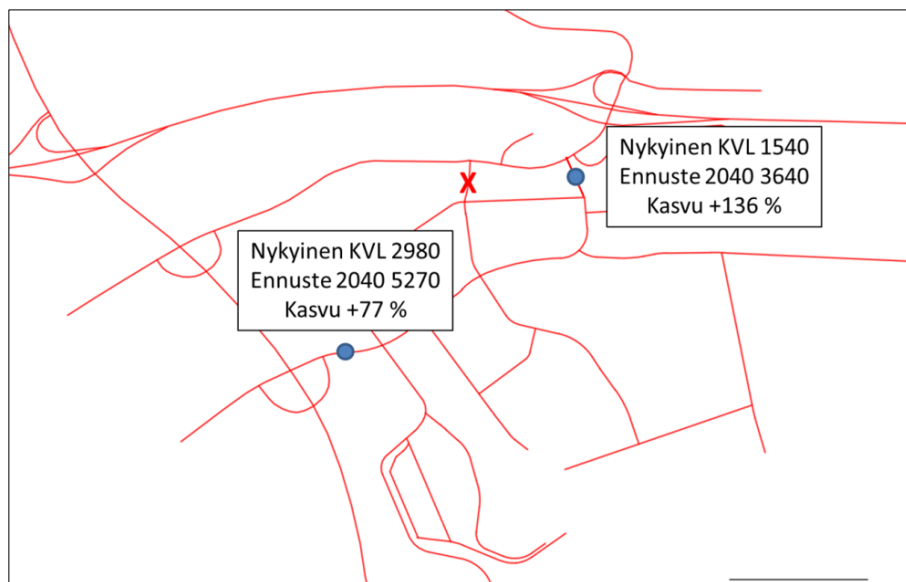 Nykyinen KVL 1540
Ennuste 2040 3640
Kasvu +136 %
X
Nykyinen KVL 2980
Ennuste 2040 5270
Kasvu +77 %